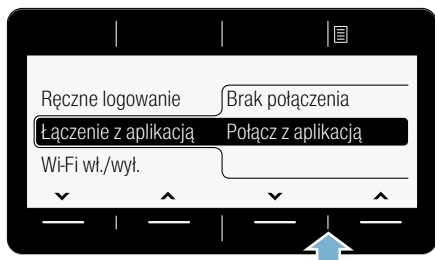 Ręczne logowanie
Brak połączenia
Łączenie z aplikacją
Połącz z aplikacją
Wi-Fi wł./wył.